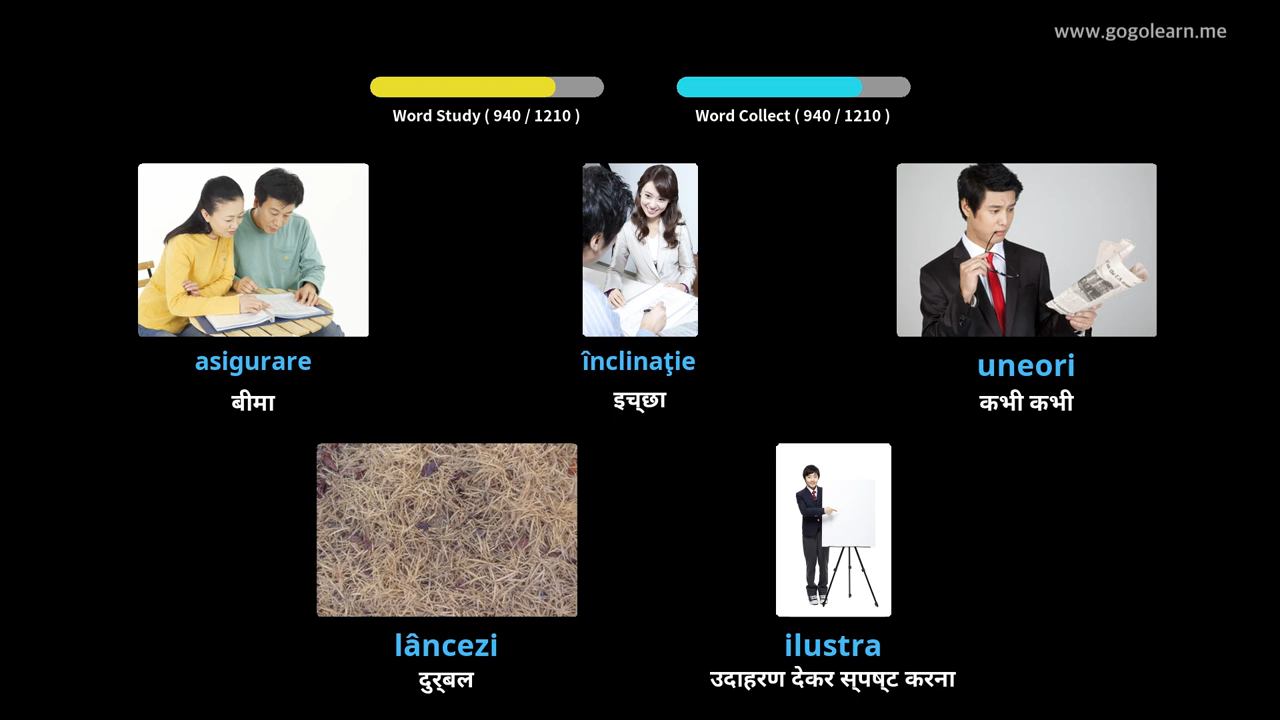 www.gogolearn.me
Word Study ( 940 / 1210 )
Word Collect ( 940 / 1210 )
asigurare
बीमा
înclinaţie
इच्छा
uneori
कभी कभी
lâncezi
दुर्बल
ilustra
उदाहरण देकर स्पष्ट करना